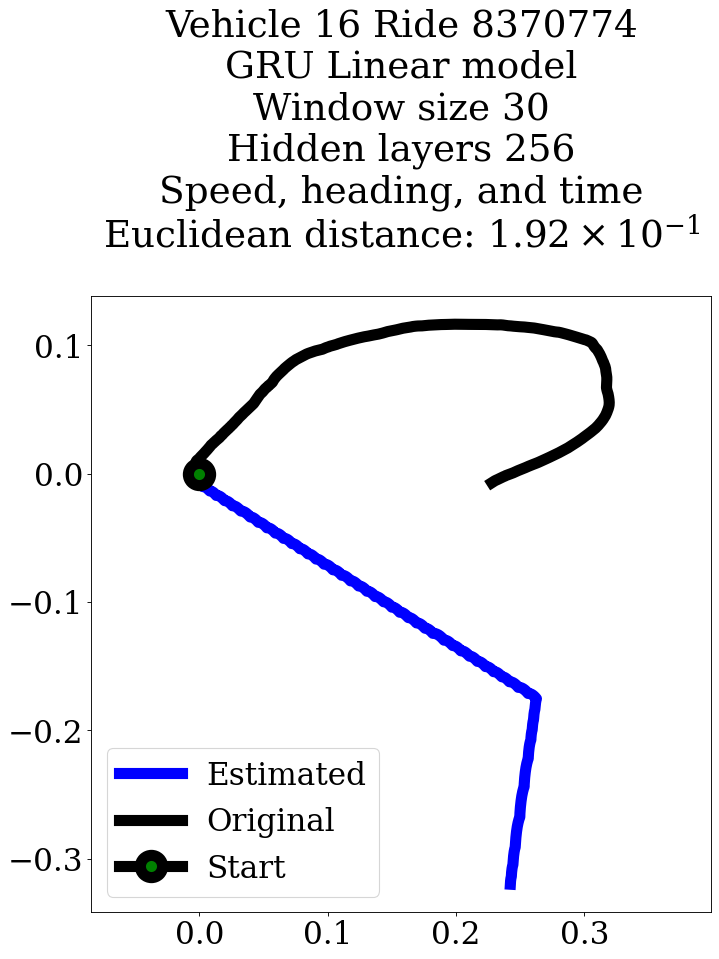 Vehicle 16 Ride 8370774
GRU Linear model
Window size 30
Hidden layers 256
Speed, heading, and time
Euclidean distance: 1.92 × 10⁻¹
0.1
0.0
−0.1
−0.2
−0.3
Estimated
Original
Start
0.0 0.1 0.2 0.3